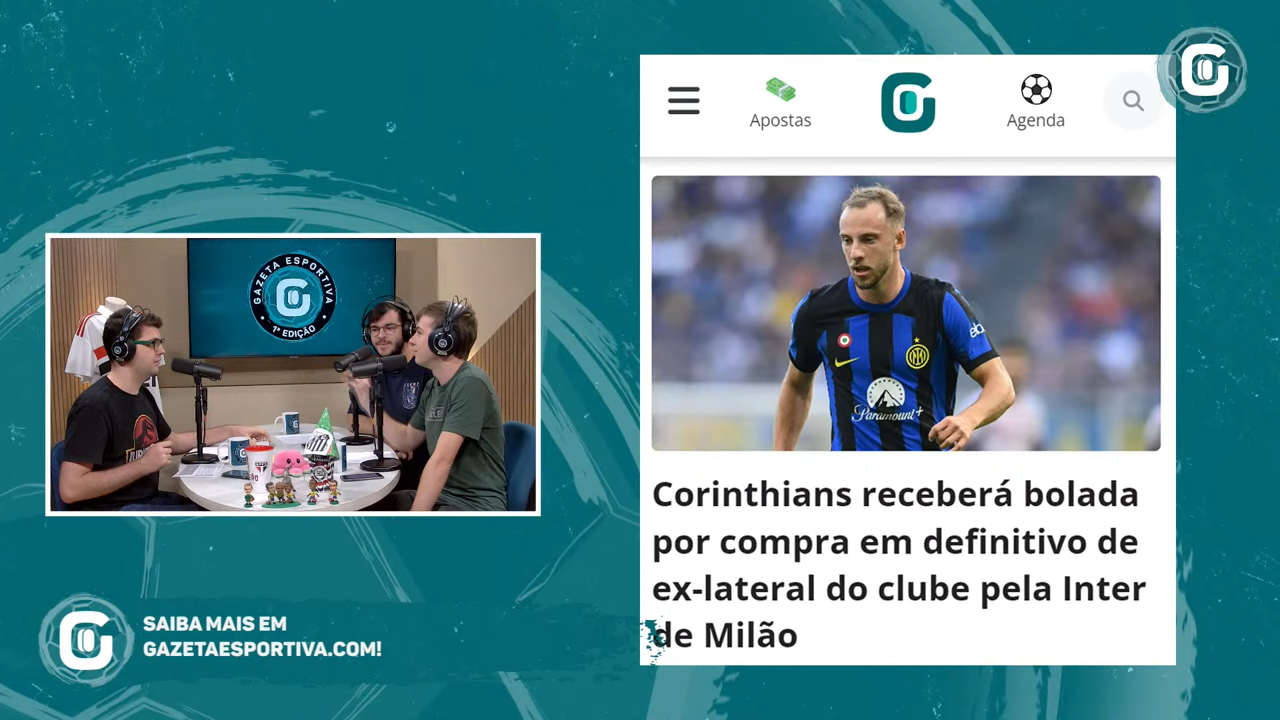 Apostas
Agenda
eb
Paramount+
GAZETA ESPORTIVA
1ª EDIÇÃO
Corinthians receberá bolada
por compra em definitivo de
ex-lateral do clube pela Inter
de Milão
SAIBA MAIS EM
GAZETAESPORTIVA.COM!